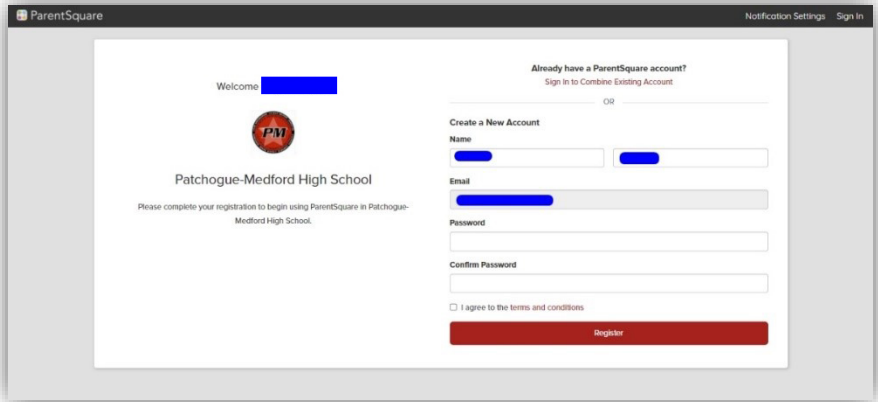 ParentSquare
Notification Settings Sign In
Welcome
PM
Patchogue-Medford High School
Please complete your registration to begin using ParentSquare in Patchogue-
Medford High School.
Already have a ParentSquare account?
Sign In to Combine Existing Account
OR
Create a New Account
Name
Email
Password
Confirm Password
I agree to the terms and conditions
Register